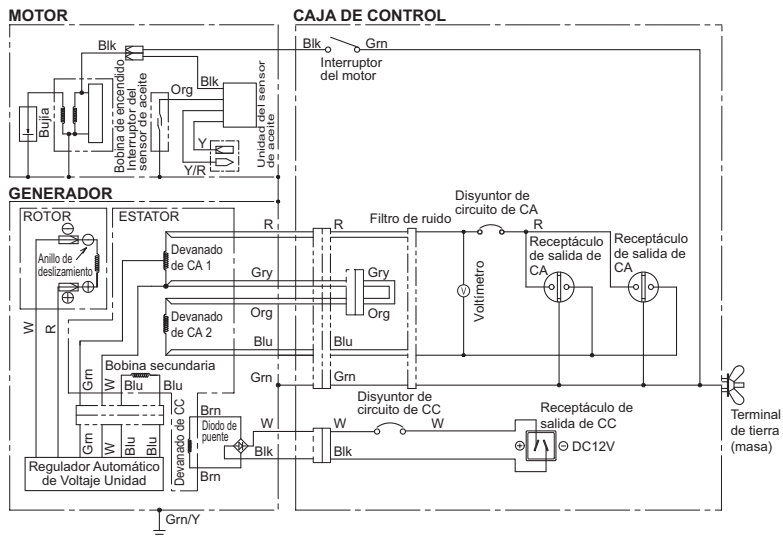 MOTOR
CAJA DE CONTROL
Blk
Blk
Grn
Interruptor
del motor
Blk
Org
Bujía
Bobina de encendido
Interruptor del
sensor de aceite
Unidad del sensor
de aceite
Y
Y/R
GENERADOR
ROTOR
ESTATOR
⊖
Anillo de
deslizamiento
⊕
Devanado
de CA 1
Devanado
de CA 2
R
R
Filtro de ruido
Disyuntor de
circuito de CA
R
Receptáculo
de salida de
CA
Receptáculo
de salida de
CA
Gry
Gry
Org
Org
V
Voltímetro
Blu
Blu
W
R
Bobina secundaria
Grn
W
Blu
Blu
Grn
Grn
Brn
Devanado de CC
Diodo de
puente
Disyuntor de
circuito de CC
W
W
W
Receptáculo de
salida de CC
⊕
⊖ DC12V
Terminal
de tierra
(masa)
Blk
Blk
Grn
W
Blu
Blu
Brn
Regulador Automático
de Voltaje Unidad
Grn/Y